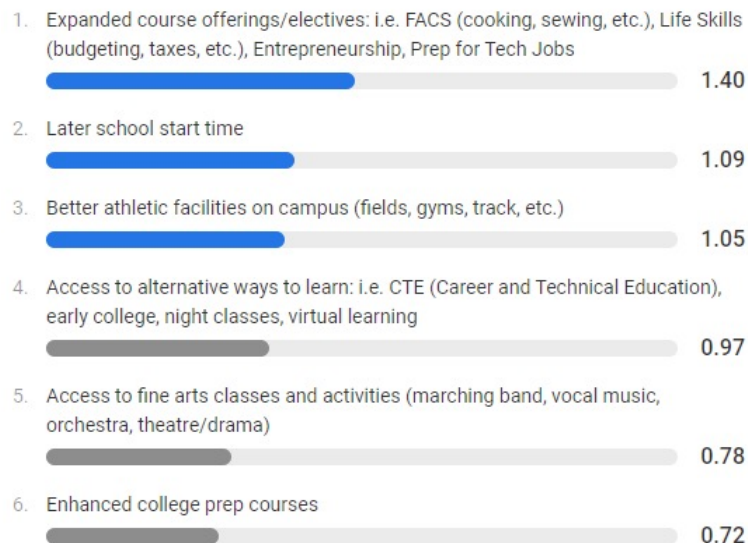 1. Expanded course offerings/electives: i.e. FACS (cooking, sewing, etc.), Life Skills
(budgeting, taxes, etc.), Entrepreneurship, Prep for Tech Jobs
1.40
2. Later school start time
1.09
3. Better athletic facilities on campus (fields, gyms, track, etc.)
1.05
4. Access to alternative ways to learn: i.e. CTE (Career and Technical Education),
early college, night classes, virtual learning
0.97
5. Access to fine arts classes and activities (marching band, vocal music,
orchestra, theatre/drama)
0.78
6. Enhanced college prep courses
0.72